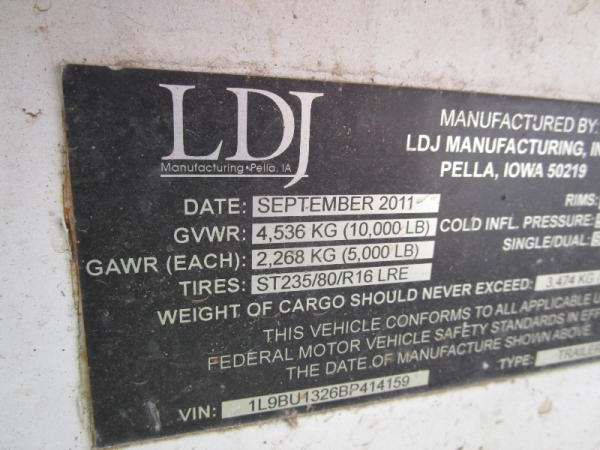 LDJ
Manufacturing•Pella, IA
MANUFACTURED BY:
LDJ MANUFACTURING, IN
PELLA, IOWA 50219
DATE: SEPTEMBER 2011
RIMS:
GVWR: 4,536 KG (10,000 LB)
COLD INFL. PRESSURE:
GAWR (EACH): 2,268 KG (5,000 LB)
SINGLE/DUAL: S
TIRES: ST235/80/R16 LRE
WEIGHT OF CARGO SHOULD NEVER EXCEED: 3,474 KG
THIS VEHICLE CONFORMS TO ALL APPLICABLE U
FEDERAL MOTOR VEHICLE SAFETY STANDARDS IN EFF
THE DATE OF MANUFACTURE SHOWN ABOVE.
VIN: 1L9BU1326BP414159
TYPE: TRAILER